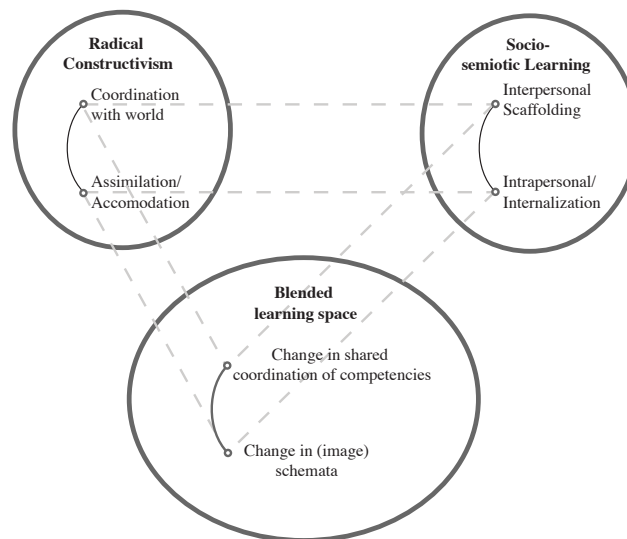 Radical
Constructivism
Coordination
with world
Assimilation/
Accomodation
Socio-
semiotic Learning
Interpersonal
Scaffolding
Intrapersonal/
Internalization
Blended
learning space
Change in shared
coordination of competencies
Change in (image)
schemata